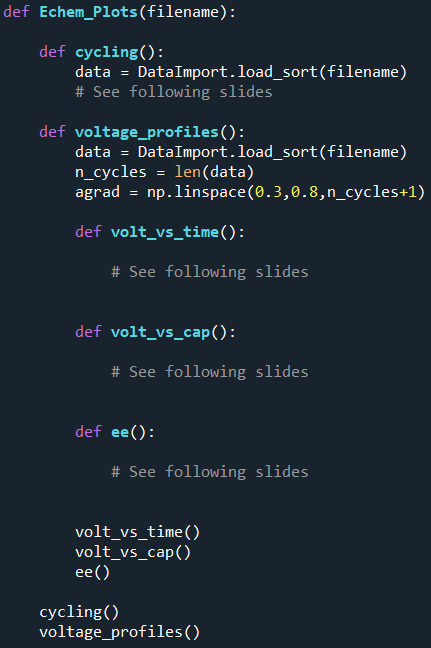 def Echem_Plots(filename):
    def cycling():
        data = DataImport.load_sort(filename)
        # See following slides
    def voltage_profiles():
        data = DataImport.load_sort(filename)
        n_cycles = len(data)
        agrad = np.linspace(0.3,0.8,n_cycles+1)
        def volt_vs_time():
            # See following slides
        def volt_vs_cap():
            # See following slides
        def ee():
            # See following slides
        volt_vs_time()
        volt_vs_cap()
        ee()
    cycling()
    voltage_profiles()